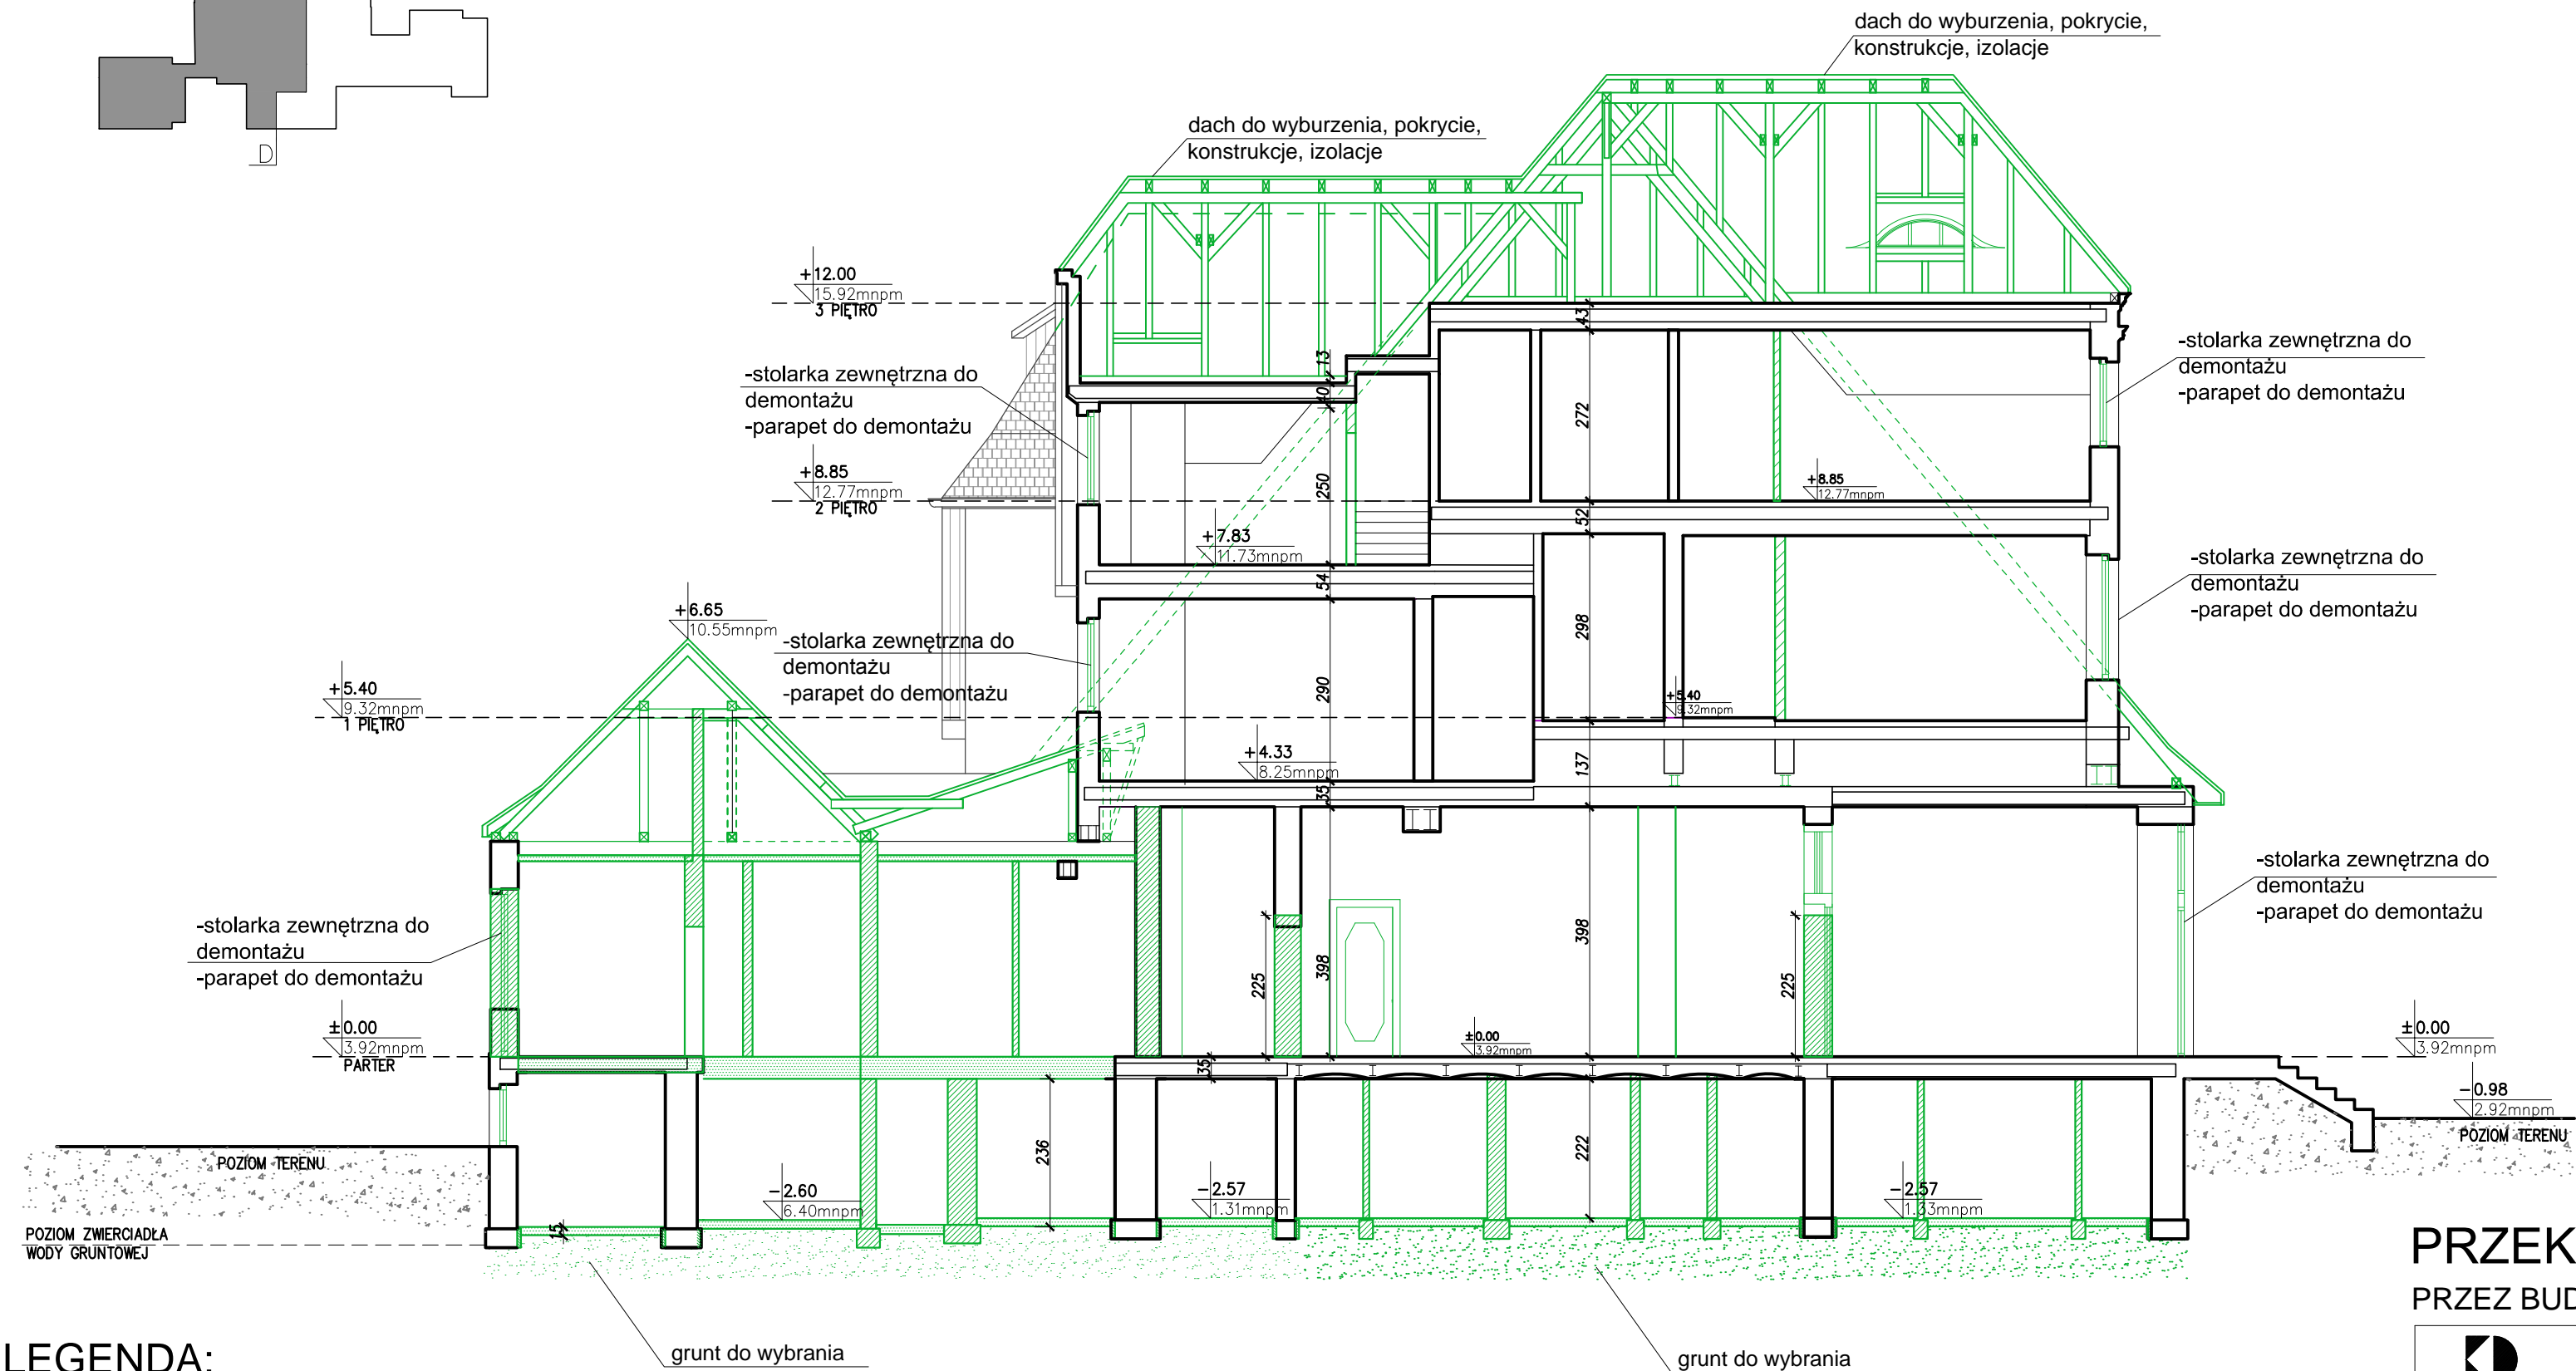 dach do wyburzenia, pokrycie,
konstrukcje, izolacje
dach do wyburzenia, pokrycie,
konstrukcje, izolacje
D
+12.00
15.92mnpm
3 PIĘTRO
-stolarka zewnętrzna do
demontażu
-parapet do demontażu
-stolarka zewnętrzna do
demontażu
-parapet do demontażu
43
13
40
272
250
+8.85
12.77mnpm
2 PIĘTRO
+8.85
12.77mnpm
52
+7.83
11.73mnpm
54
-stolarka zewnętrzna do
demontażu
-parapet do demontażu
+6.65
10.55mnpm
-stolarka zewnętrzna do
demontażu
-parapet do demontażu
298
290
+5.40
9.32mnpm
1 PIĘTRO
+5.40
9.32mnpm
+4.33
8.25mnpm
137
35
-stolarka zewnętrzna do
demontażu
-parapet do demontażu
-stolarka zewnętrzna do
demontażu
-parapet do demontażu
225
398
398
225
±0.00
3.92mnpm
PARTER
±0.00
3.92mnpm
±0.00
3.92mnpm
35
-0.98
2.92mnpm
POZIOM TERENU
POZIOM TERENU
236
222
-2.60
6.40mnpm
-2.57
1.31mnpm
-2.57
1.33mnpm
15
POZIOM ZWIERCIADŁA
WODY GRUNTOWEJ
PRZEK
PRZEZ BUD
grunt do wybrania
grunt do wybrania
LEGENDA: